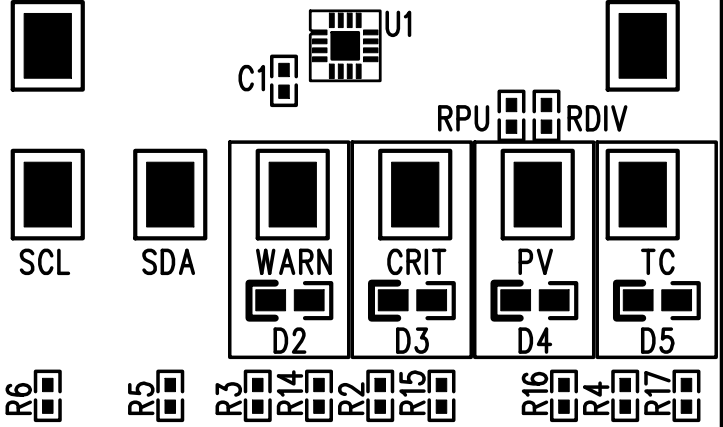 U1
C1
RPU RDIV
SCL SDA WARN CRIT PV TC
D2 D3 D4 D5
R6 R5 R3 R14 R2 R15 R16 R4 R17